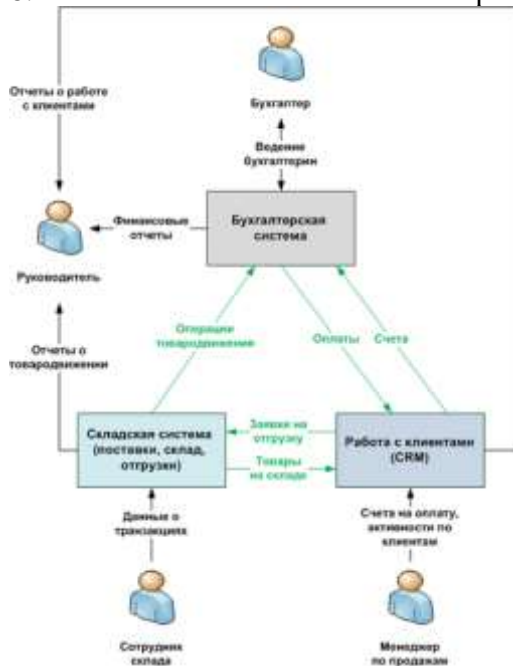 Бухгалтер
Отчеты о работе
с клиентами
Ведение
бухгалтерии
Бухгалтерская
система
Финансовые
отчеты
Руководитель
Операции
товародвижения
Оплаты
Счета
Отчеты о
товародвижении
Складская система
(поставки, склад,
отгрузки)
Заявки на
отгрузку
Товары
на складе
Работа с клиентами
(CRM)
Данные о
транзакциях
Счета на оплату,
активности по
клиентам
Сотрудник
склада
Менеджер
по продажам